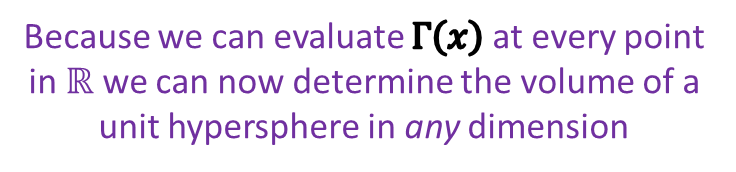 Because we can evaluate Γ(x) at every point
in ℝ we can now determine the volume of a
unit hypersphere in any dimension